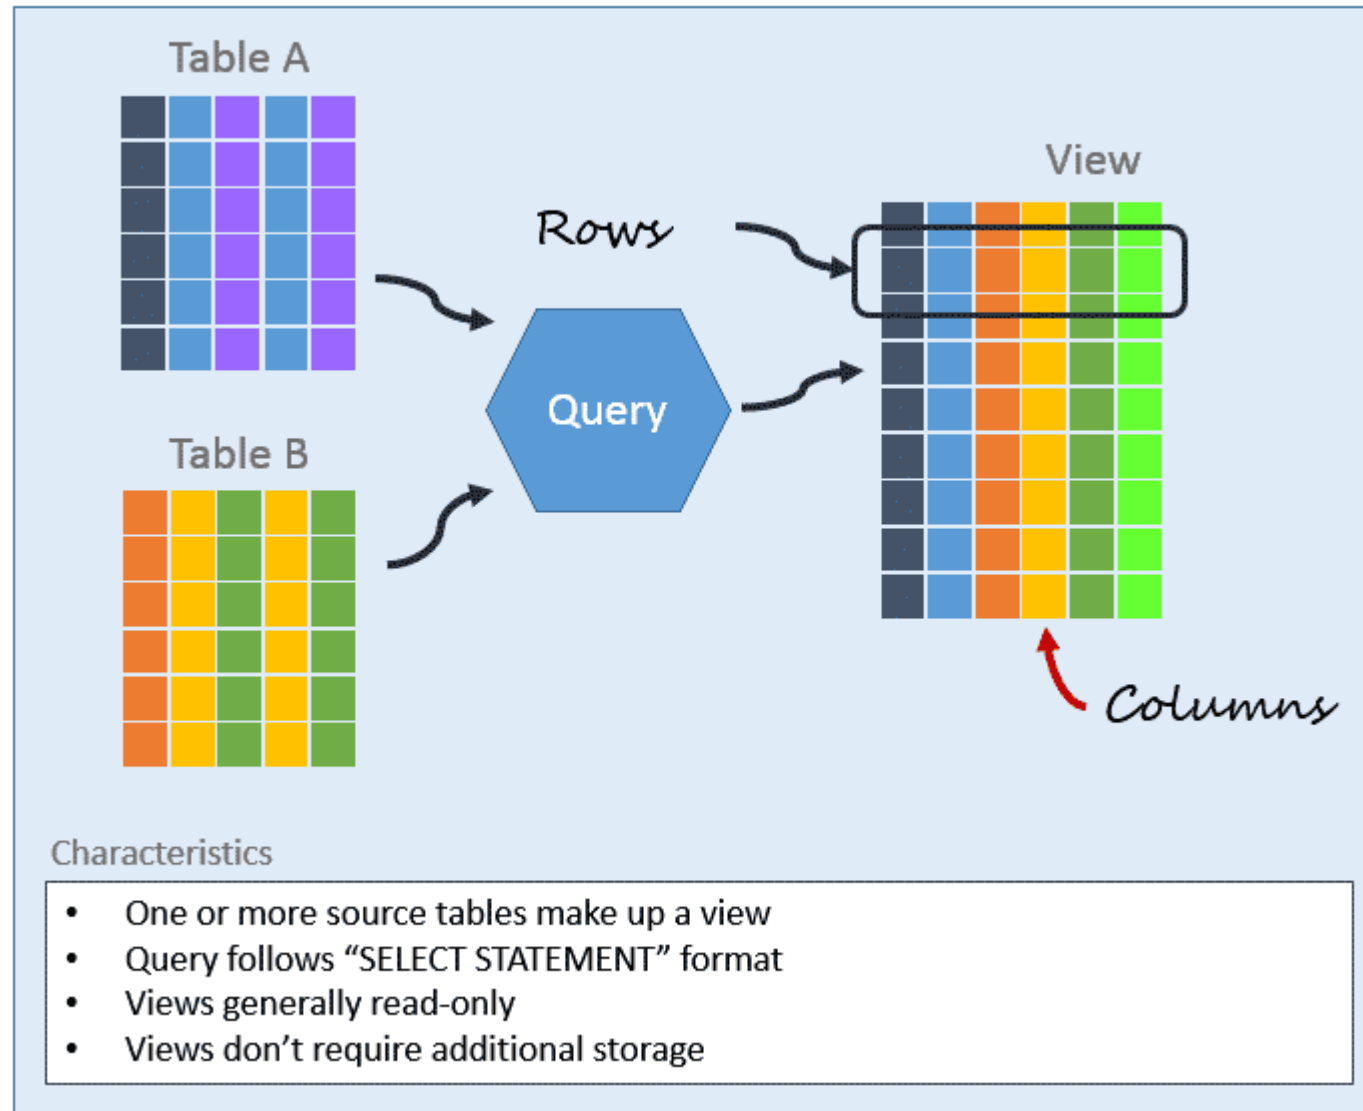 Table A
View
Rows
Query
Table B
Columns
Characteristics
• One or more source tables make up a view
• Query follows “SELECT STATEMENT” format
• Views generally read-only
• Views don’t require additional storage